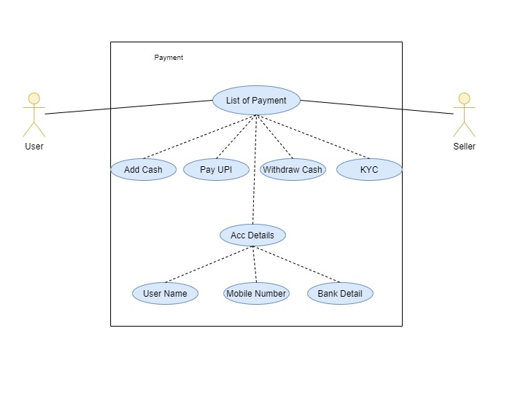 Payment
List of Payment
User
Seller
Add Cash
Pay UPI
Withdraw Cash
KYC
Acc Details
User Name
Mobile Number
Bank Detail